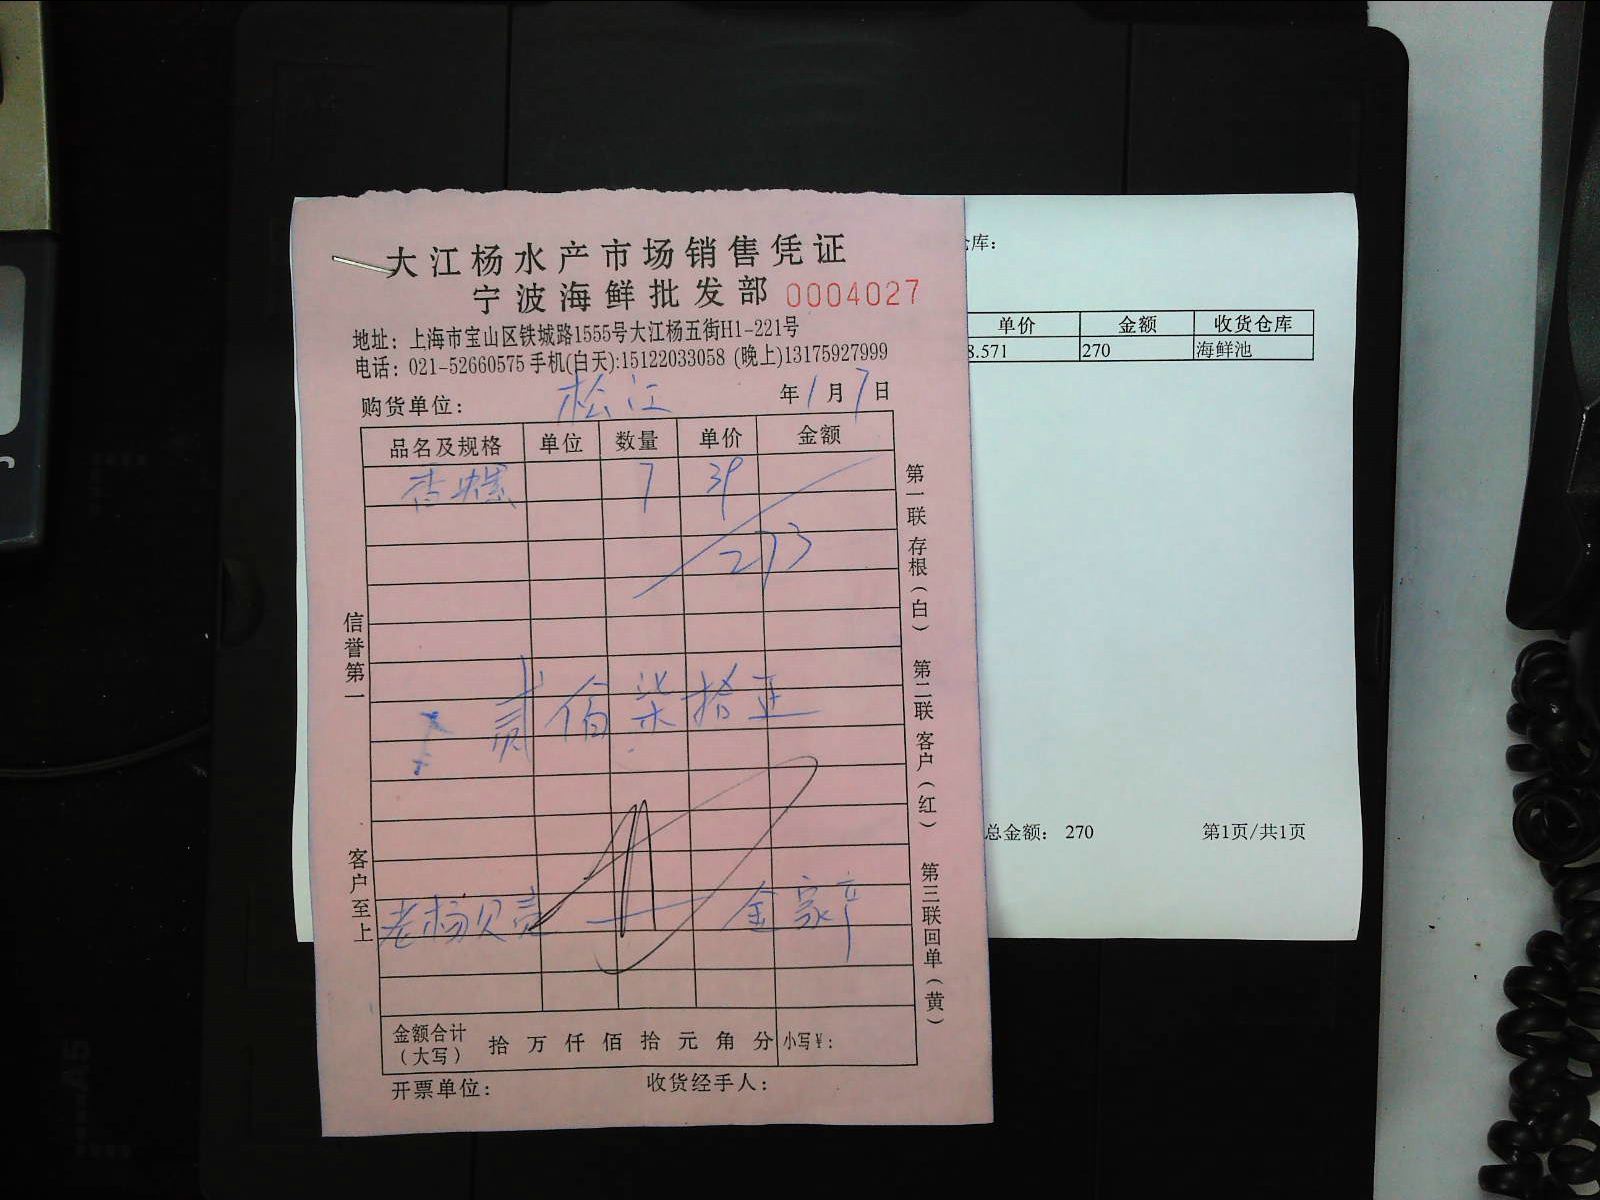 大江杨水产市场销售凭证
宁波海鲜批发部 0004027
地址：上海市宝山区铁城路1555号大江杨五街H1-221号
电话：021-52660575 手机(白天):15122033058 (晚上)13175927999
购货单位： 松江 年1月7日
品名及规格 单位 数量 单价 金额
香螺 7 39
273
贰佰柒拾正
老杨贝壳 金家平
金额合计（大写） 拾 万 仟 佰 拾 元 角 分 小写¥：
开票单位： 收货经手人：
信誉第一
客户至上
第一联 存根（白）
第二联 客户（红）
第三联 回单（黄）
库：
单价 金额 收货仓库
8.571 270 海鲜池
总金额： 270 第1页/共1页